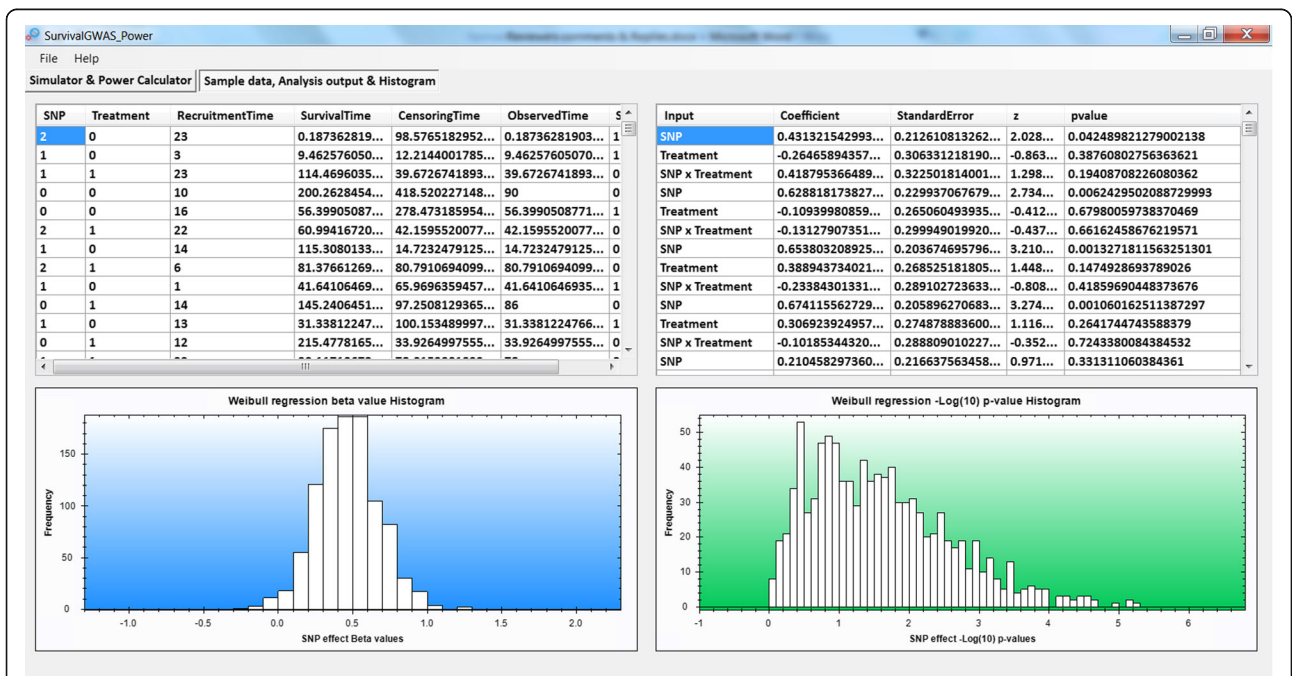 SurvivalGWAS_Power
File Help
Simulator & Power Calculator Sample data, Analysis output & Histogram
SNP Treatment RecruitmentTime SurvivalTime CensoringTime ObservedTime S
2 0 23 0.187362819... 98.5765182952... 0.18736281903... 1
1 0 3 9.462576050... 12.2144001785... 9.46257605070... 1
1 1 23 114.4696035... 39.6726741893... 39.6726741893... 0
0 0 10 200.2628454... 418.520227148... 90 0
0 0 16 56.39905087... 278.473185954... 56.3990508771... 1
2 1 22 60.99416720... 42.1595520077... 42.1595520077... 0
1 0 14 115.3080133... 14.7232479125... 14.7232479125... 0
2 1 6 81.37661269... 80.7910694099... 80.7910694099... 0
1 0 1 41.64106469... 65.9696359457... 41.6410646935... 1
0 1 14 145.2406451... 97.2508129365... 86 0
1 0 13 31.33812247... 100.153489997... 31.3381224766... 1
0 1 12 215.4778165... 33.9264997555... 33.9264997555... 0
Input Coefficient StandardError z pvalue
SNP 0.431321542993... 0.212610813262... 2.028... 0.042489821279002138
Treatment -0.26465894357... 0.306331218190... -0.863... 0.38760802756363621
SNP x Treatment 0.418795366489... 0.322501814001... 1.298... 0.19408708226080362
SNP 0.628818173827... 0.229937067679... 2.734... 0.0062429502088729993
Treatment -0.10939980859... 0.265060493935... -0.412... 0.67980059738370469
SNP x Treatment -0.13127907351... 0.299949019920... -0.437... 0.66162458676219571
SNP 0.653803208925... 0.203674695796... 3.210... 0.0013271811563251301
Treatment 0.388943734021... 0.268525181805... 1.448... 0.1474928693789026
SNP x Treatment -0.23384301331... 0.289102723633... -0.808... 0.41859690448373676
SNP 0.674115562729... 0.205896270683... 3.274... 0.001060162511387297
Treatment 0.306923924957... 0.274878883600... 1.116... 0.2641744743588379
SNP x Treatment -0.10185344320... 0.288809010227... -0.352... 0.7243380084384532
SNP 0.210458297360... 0.216637563458... 0.971... 0.331311060384361
Weibull regression beta value Histogram
Frequency
150
100
50
0
-1.0 -0.5 0.0 0.5 1.0 1.5 2.0
SNP effect Beta values
Weibull regression -Log(10) p-value Histogram
Frequency
50
40
30
20
10
0
-1 0 1 2 3 4 5 6
SNP effect -Log(10) p-values